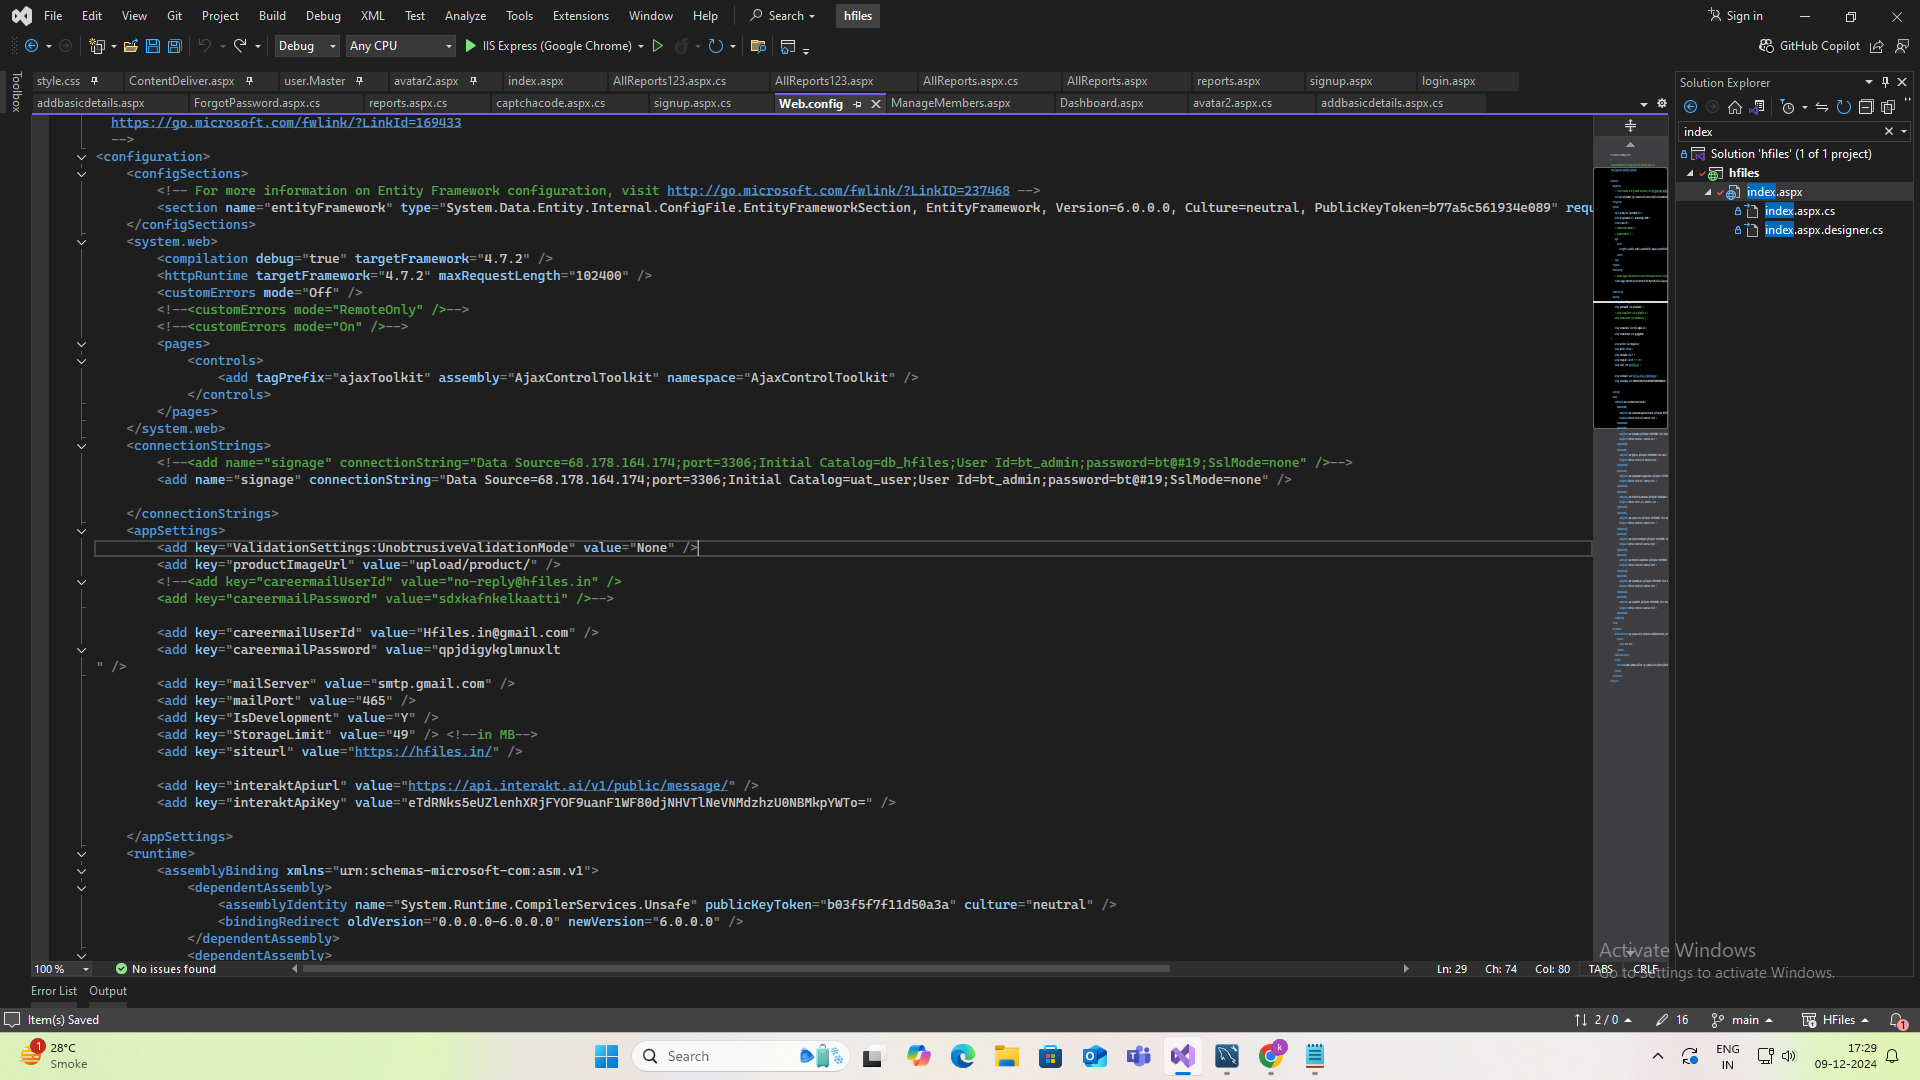 File Edit View Git Project Build Debug XML Test Analyze Tools Extensions Window Help Search hfiles Sign in
Debug Any CPU IIS Express (Google Chrome) GitHub Copilot
Toolbox
style.css ContentDeliver.aspx user.Master avatar2.aspx index.aspx AllReports123.aspx.cs AllReports123.aspx AllReports.aspx.cs AllReports.aspx reports.aspx signup.aspx login.aspx
addbasicdetails.aspx ForgotPassword.aspx.cs reports.aspx.cs captchacode.aspx.cs signup.aspx.cs Web.config ManageMembers.aspx Dashboard.aspx avatar2.aspx.cs addbasicdetails.aspx.cs
https://go.microsoft.com/fwlink/?LinkId=169433
-->
<configuration>
<configSections>
<!-- For more information on Entity Framework configuration, visit http://go.microsoft.com/fwlink/?LinkID=237468 -->
<section name="entityFramework" type="System.Data.Entity.Internal.ConfigFile.EntityFrameworkSection, EntityFramework, Version=6.0.0.0, Culture=neutral, PublicKeyToken=b77a5c561934e089" requ
</configSections>
<system.web>
<compilation debug="true" targetFramework="4.7.2" />
<httpRuntime targetFramework="4.7.2" maxRequestLength="102400" />
<customErrors mode="Off" />
<!--<customErrors mode="RemoteOnly" />-->
<!--<customErrors mode="On" />-->
<pages>
<controls>
<add tagPrefix="ajaxToolkit" assembly="AjaxControlToolkit" namespace="AjaxControlToolkit" />
</controls>
</pages>
</system.web>
<connectionStrings>
<!--<add name="signage" connectionString="Data Source=68.178.164.174;port=3306;Initial Catalog=db_hfiles;User Id=bt_admin;password=bt@#19;SslMode=none" />-->
<add name="signage" connectionString="Data Source=68.178.164.174;port=3306;Initial Catalog=uat_user;User Id=bt_admin;password=bt@#19;SslMode=none" />
</connectionStrings>
<appSettings>
<add key="ValidationSettings:UnobtrusiveValidationMode" value="None" />
<add key="productImageUrl" value="upload/product/" />
<!--<add key="careermailUserId" value="no-reply@hfiles.in" />
<add key="careermailPassword" value="sdxkafnkelkaatti" />-->
<add key="careermailUserId" value="Hfiles.in@gmail.com" />
<add key="careermailPassword" value="qpjdigykglmnuxlt
" />
<add key="mailServer" value="smtp.gmail.com" />
<add key="mailPort" value="465" />
<add key="IsDevelopment" value="Y" />
<add key="StorageLimit" value="49" /> <!--in MB-->
<add key="siteurl" value="https://hfiles.in/" />
<add key="interaktApiurl" value="https://api.interakt.ai/v1/public/message/" />
<add key="interaktApiKey" value="eTdRNks5eUZlenhXRjFYOF9uanF1WF80djNHVTlNeVNMdzhzU0NBMkpYWTo=" />
</appSettings>
<runtime>
<assemblyBinding xmlns="urn:schemas-microsoft-com:asm.v1">
<dependentAssembly>
<assemblyIdentity name="System.Runtime.CompilerServices.Unsafe" publicKeyToken="b03f5f7f11d50a3a" culture="neutral" />
<bindingRedirect oldVersion="0.0.0.0-6.0.0.0" newVersion="6.0.0.0" />
</dependentAssembly>
<dependentAssembly>
100 % No issues found Ln: 29 Ch: 74 Col: 80 TABS CRLF
Solution Explorer
index
Solution 'hfiles' (1 of 1 project)
hfiles
index.aspx
index.aspx.cs
index.aspx.designer.cs
Activate Windows
Go to Settings to activate Windows.
Error List Output
Item(s) Saved 2 / 0 16 main HFiles 1
1 28°C
Smoke
Search
k
ENG
IN
17:29
09-12-2024